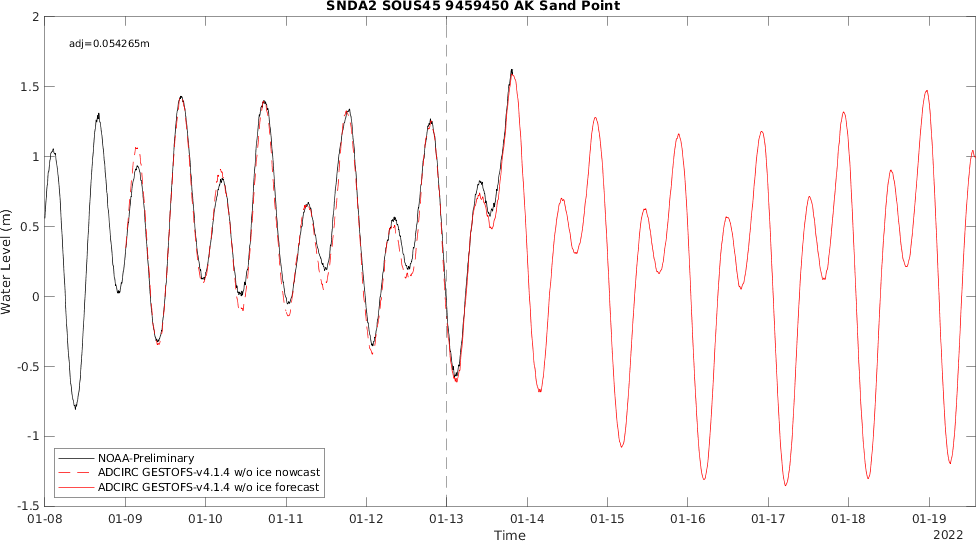 SNDA2 SOUS45 9459450 AK Sand Point
adj=0.054265m
2
1.5
1
0.5
0
-0.5
-1
-1.5
Water Level (m)
NOAA-Preliminary
ADCIRC GESTOFS-v4.1.4 w/o ice nowcast
ADCIRC GESTOFS-v4.1.4 w/o ice forecast
01-08 01-09 01-10 01-11 01-12 01-13 01-14 01-15 01-16 01-17 01-18 01-19
Time
2022